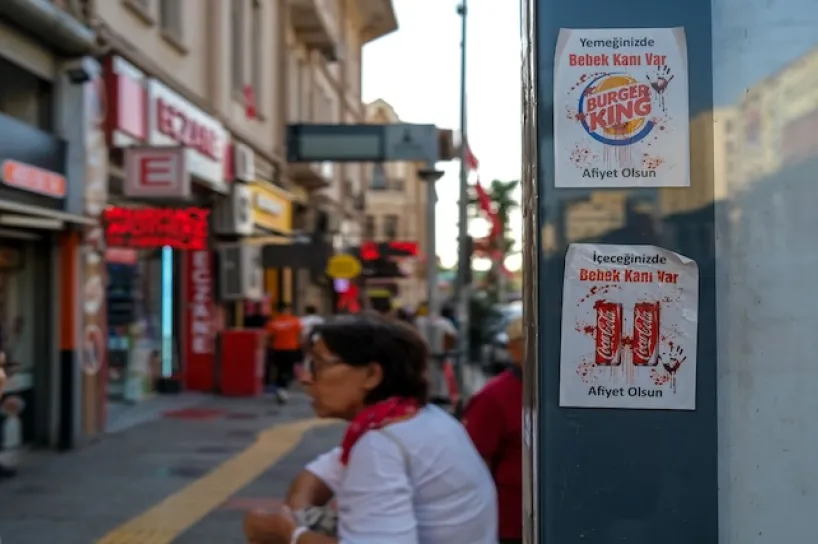 Yemeğinizde
Bebek Kanı Var
BURGER
KING
Afiyet Olsun
İçeceğinizde
Bebek Kanı Var
Coca-Cola
Coca-Cola
Afiyet Olsun
E
ECZANE
ECZANE